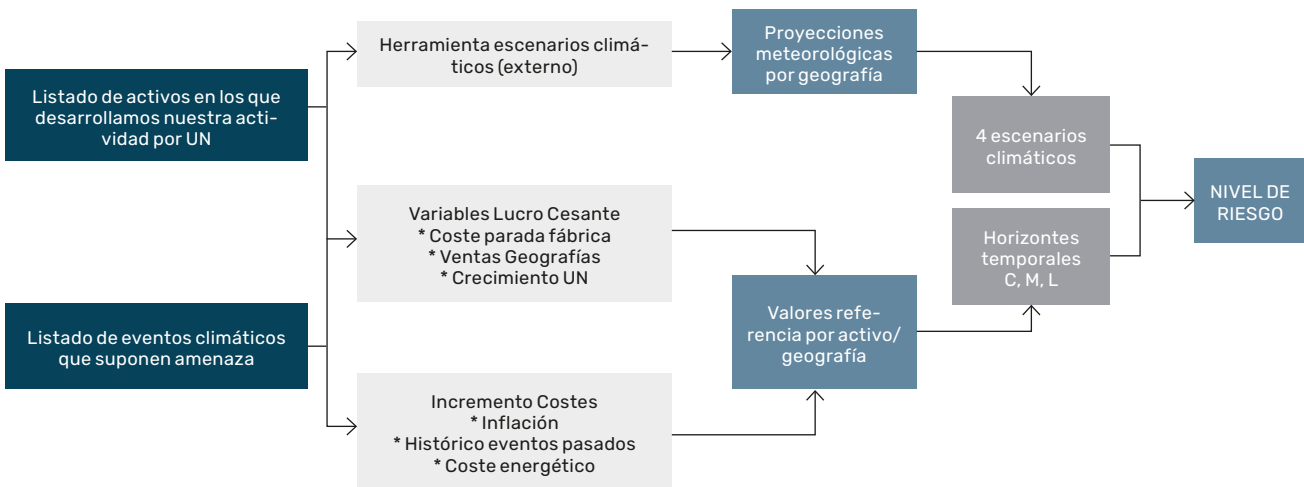 Listado de activos en los que
desarrollamos nuestra acti-
vidad por UN
Listado de eventos climáticos
que suponen amenaza
Herramienta escenarios climá-
ticos (externo)
Variables Lucro Cesante
* Coste parada fábrica
* Ventas Geografías
* Crecimiento UN
Incremento Costes
* Inflación
* Histórico eventos pasados
* Coste energético
Proyecciones
meteorológicas
por geografía
Valores refe-
rencia por activo/
geografía
4 escenarios
climáticos
Horizontes
temporales
C, M, L
NIVEL DE
RIESGO